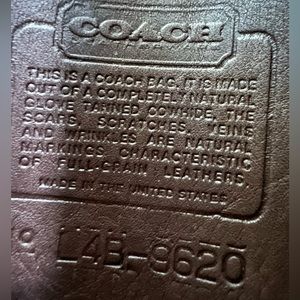 COACH
THIS IS A COACH BAG. IT IS MADE
OUT OF A COMPLETELY NATURAL
GLOVE TANNED COWHIDE, THE
SCARS, SCRATCHES, VEINS
AND WRINKLES ARE NATURAL
MARKINGS CHARACTERISTIC
OF FULL-GRAIN LEATHERS.
MADE IN THE UNITED STATES
No L4B-9620